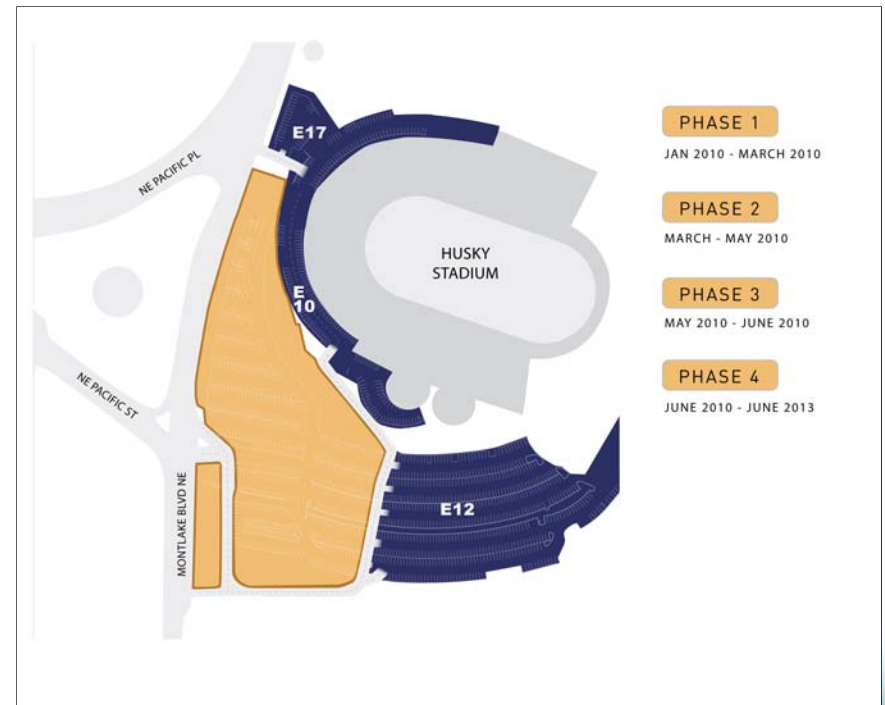 E17
NE PACIFIC PL
HUSKY
STADIUM
E
10
NE PACIFIC ST
MONTLAKE BLVD NE
E12
PHASE 1
JAN 2010 - MARCH 2010
PHASE 2
MARCH - MAY 2010
PHASE 3
MAY 2010 - JUNE 2010
PHASE 4
JUNE 2010 - JUNE 2013